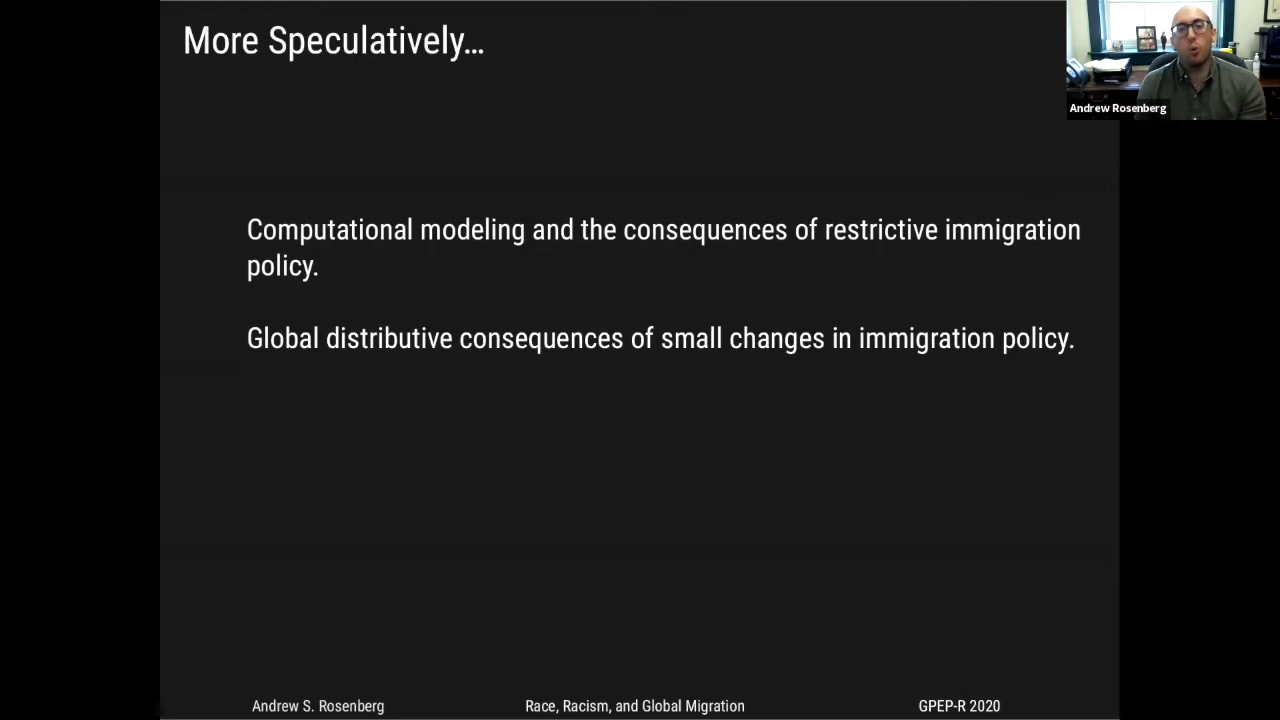 More Speculatively…
Andrew Rosenberg
Computational modeling and the consequences of restrictive immigration
policy.
Global distributive consequences of small changes in immigration policy.
Andrew S. Rosenberg
Race, Racism, and Global Migration
GPEP-R 2020